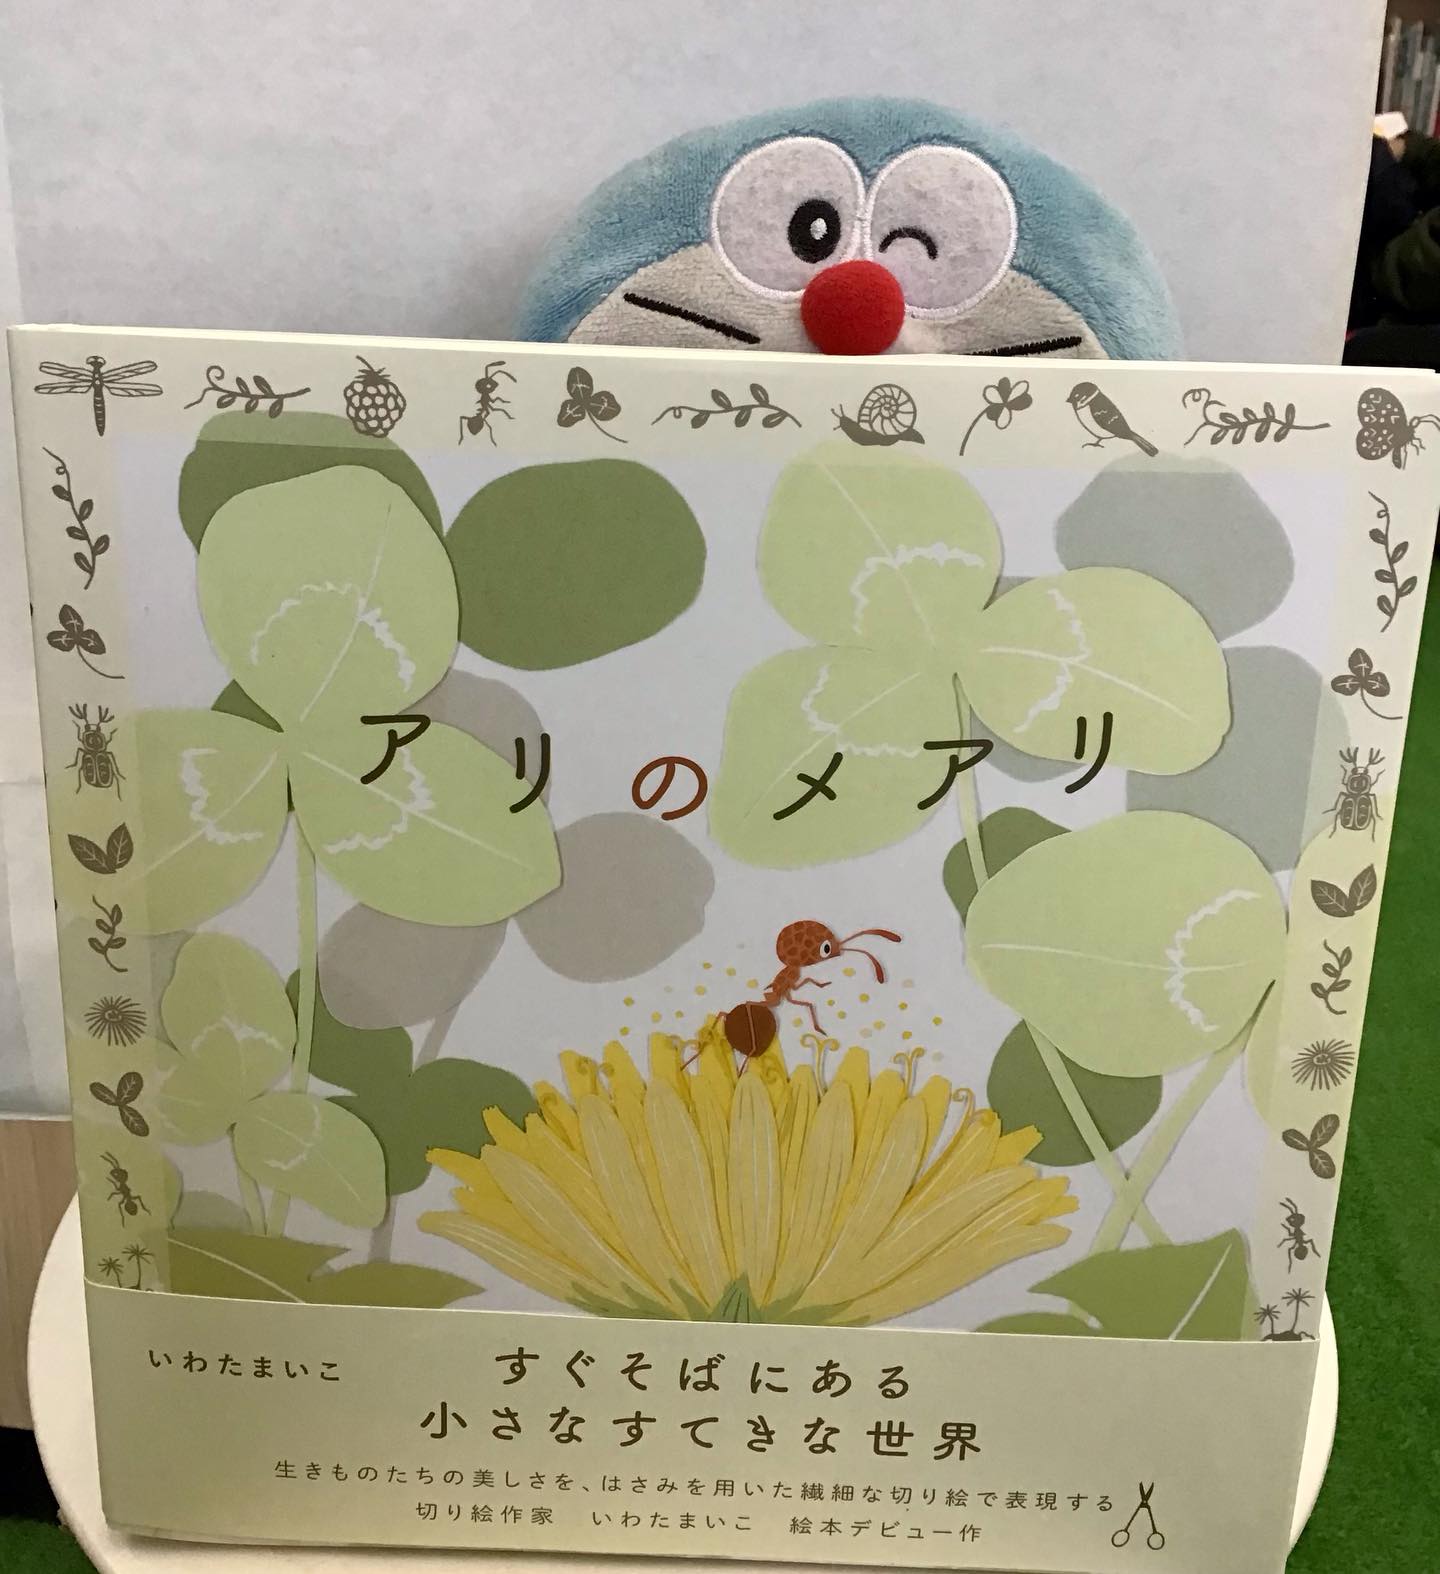 アリのメアリ
いわたまいこ
すぐそばにある
小さなすてきな世界
生きものたちの美しさを、はさみを用いた繊細な切り絵で表現する
切り絵作家　いわたまいこ　絵本デビュー作